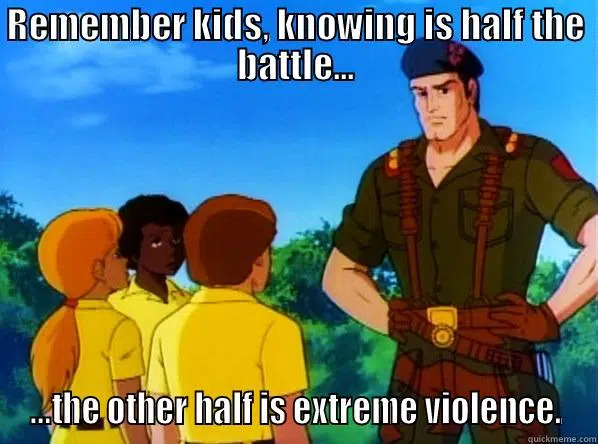 Remember kids, knowing is half the
battle...
...the other half is extreme violence.
quickmeme.com